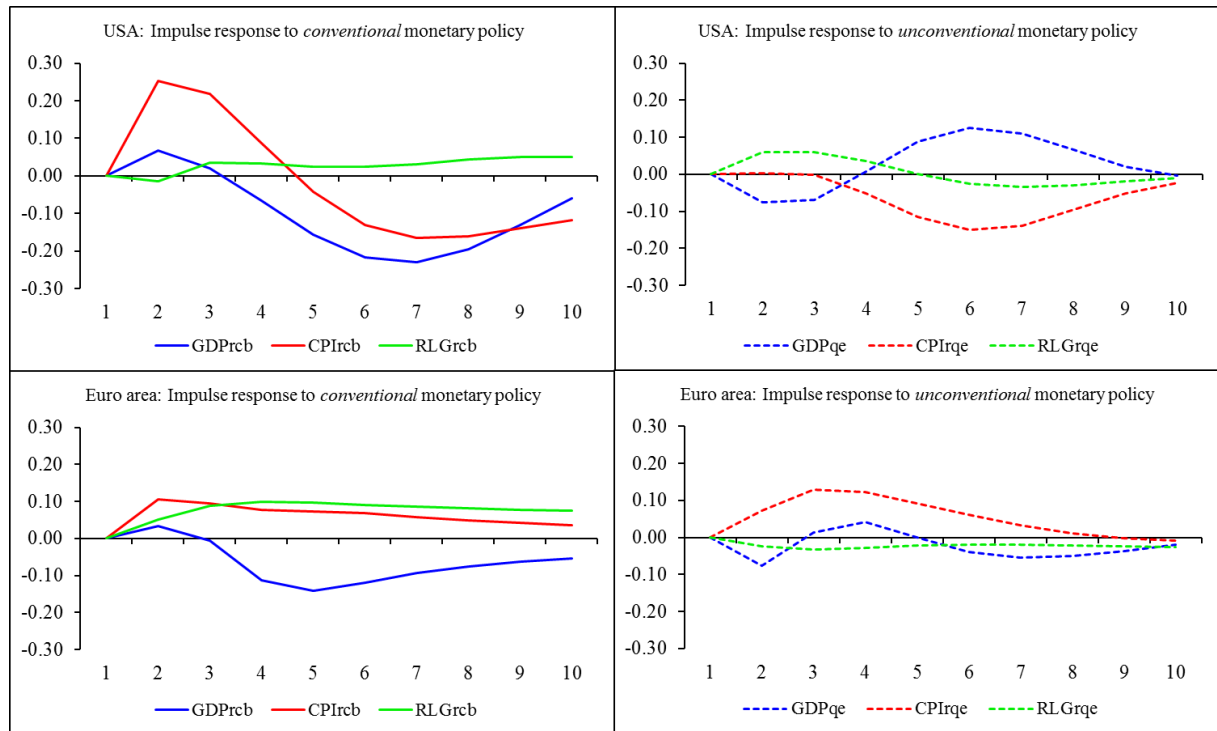 USA: Impulse response to conventional monetary policy
0.30
0.20
0.10
0.00
-0.10
-0.20
-0.30
1 2 3 4 5 6 7 8 9 10
GDPrcb CPIrcb RLGrcb
USA: Impulse response to unconventional monetary policy
0.30
0.20
0.10
0.00
-0.10
-0.20
-0.30
1 2 3 4 5 6 7 8 9 10
GDPqe CPIrqe RLGrqe
Euro area: Impulse response to conventional monetary policy
0.30
0.20
0.10
0.00
-0.10
-0.20
-0.30
1 2 3 4 5 6 7 8 9 10
GDPrcb CPIrcb RLGrcb
Euro area: Impulse response to unconventional monetary policy
0.30
0.20
0.10
0.00
-0.10
-0.20
-0.30
1 2 3 4 5 6 7 8 9 10
GDPqe CPIrqe RLGrqe